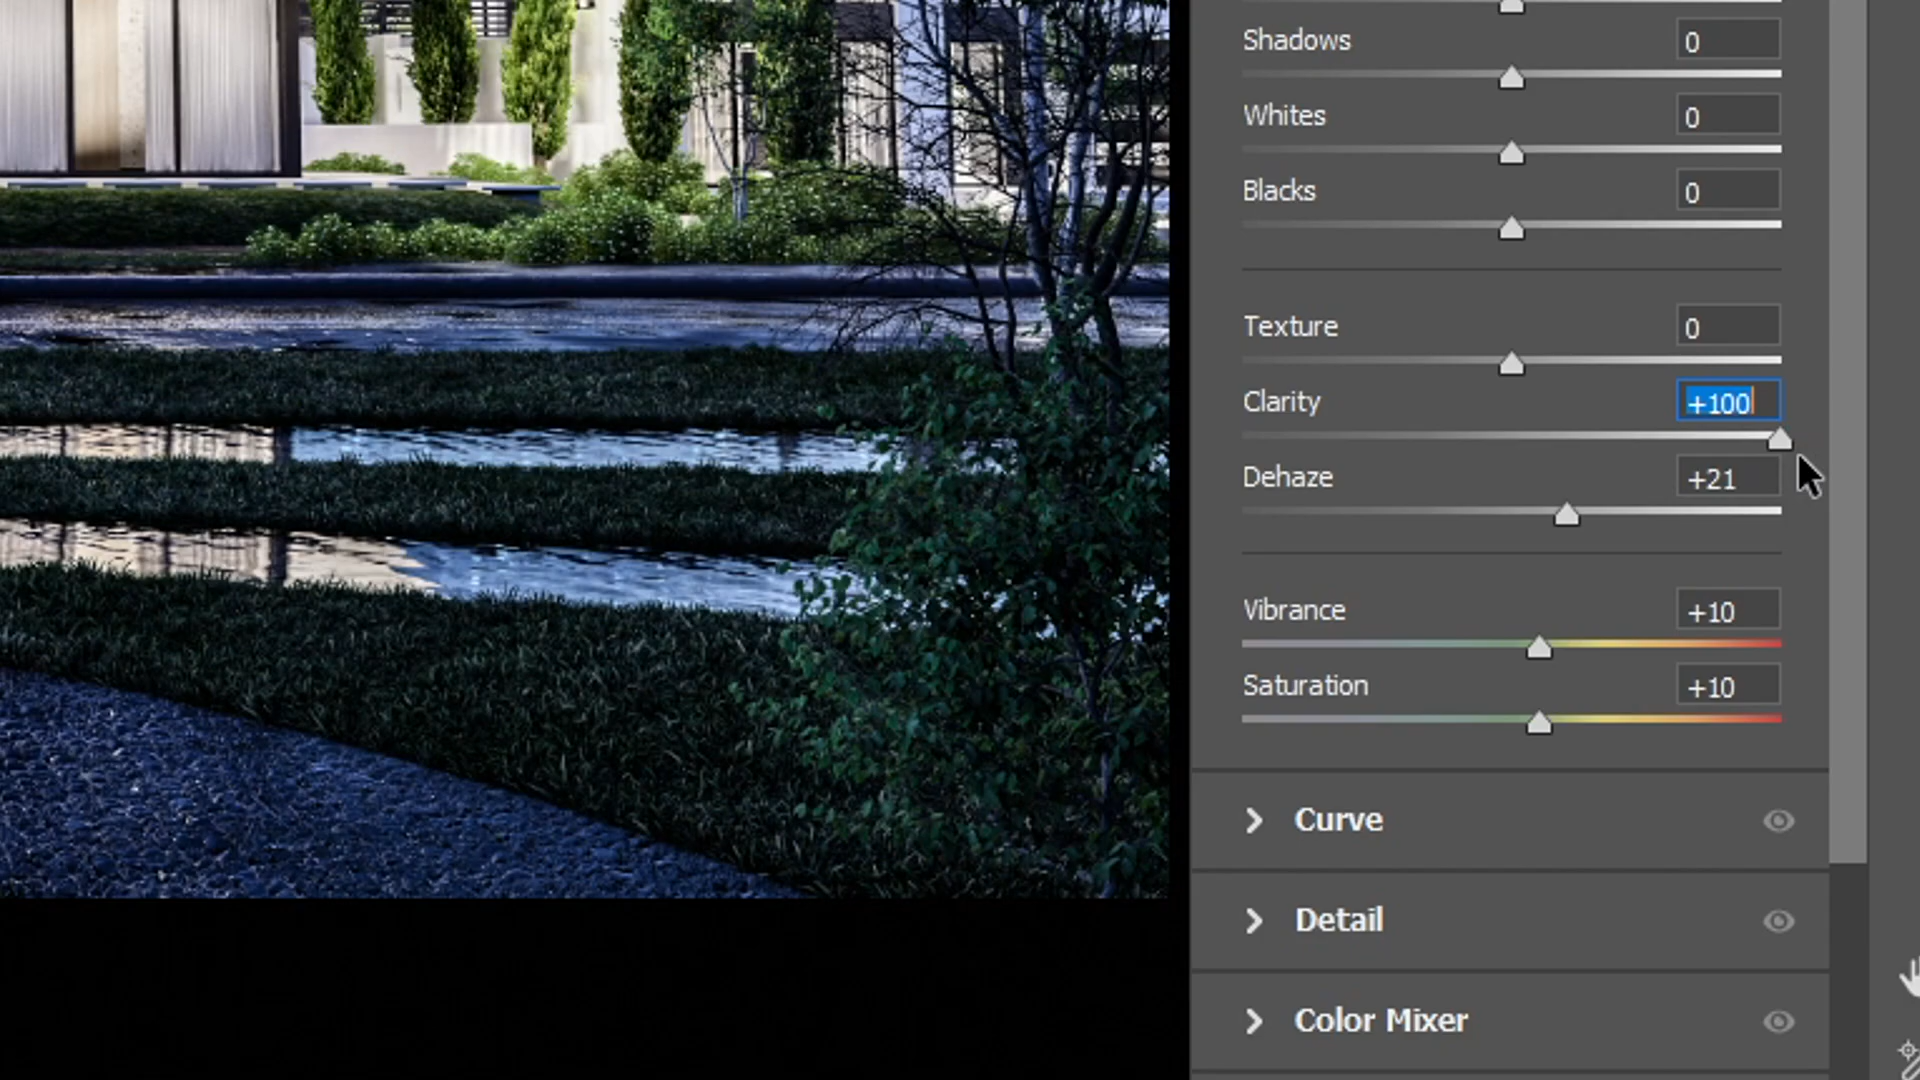 Shadows 0
Whites 0
Blacks 0
Texture 0
Clarity +100
Dehaze +21
Vibrance +10
Saturation +10
Curve
Detail
Color Mixer